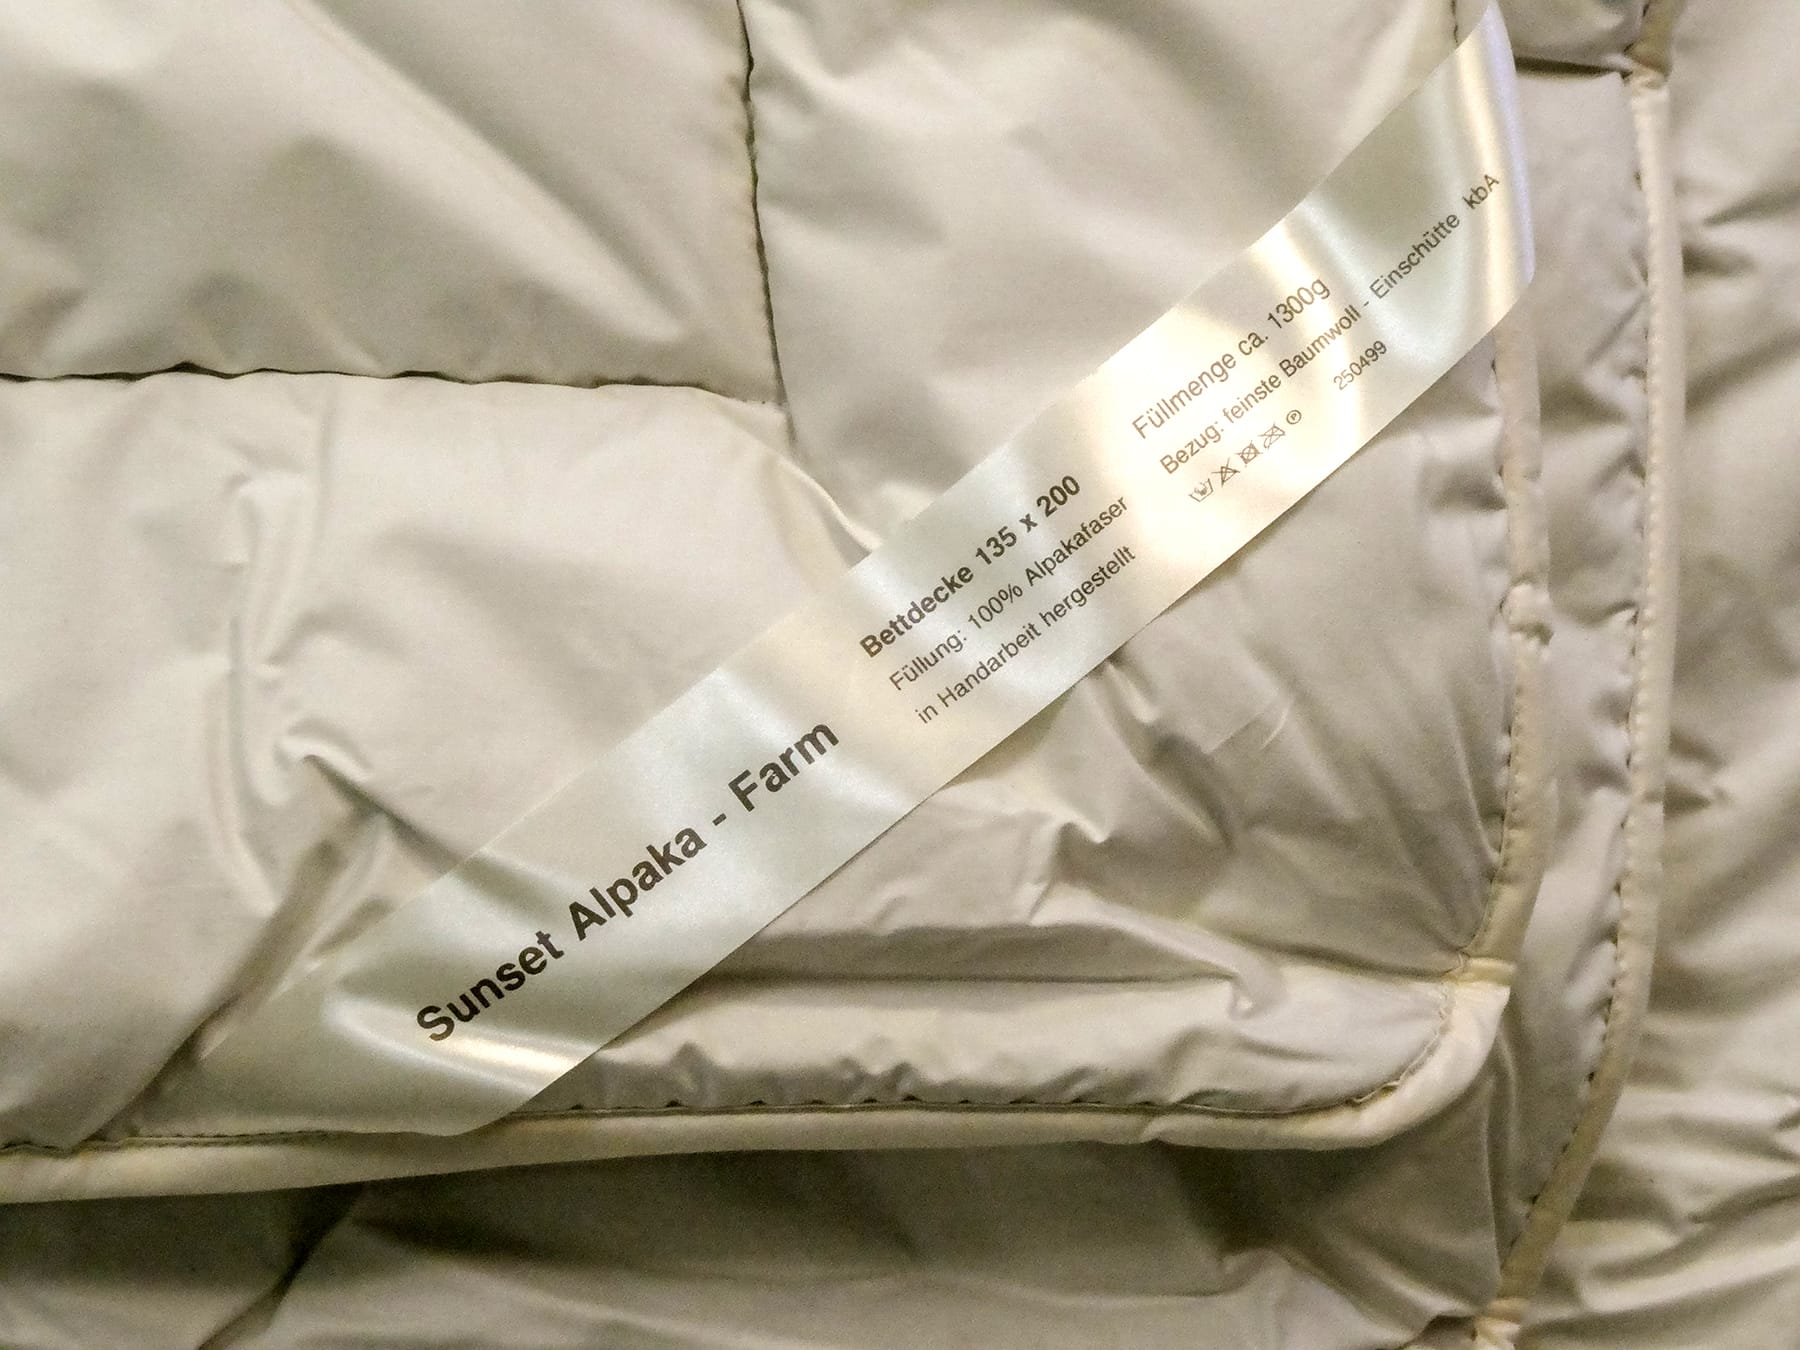 Sunset Alpaka - Farm
Bettdecke 135 x 200
Füllung: 100% Alpakafaser
in Handarbeit hergestellt
Füllmenge ca. 1300g
Bezug: feinste Baumwoll - Einschütte kbA
250499